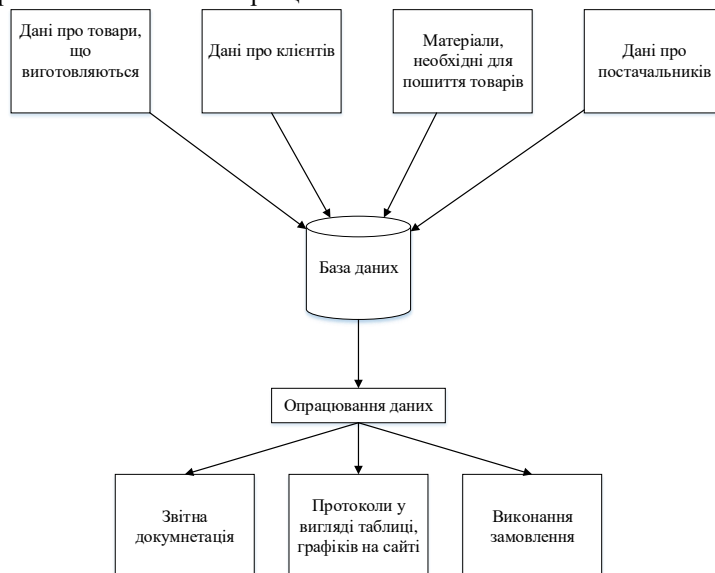 Дані про товари,
що
виготовляються
Дані про клієнтів
Матеріали,
необхідні для
пошиття товарів
Дані про
постачальників
База даних
Опрацювання даних
Звітна
докумнетація
Протоколи у
вигляді таблиці,
графіків на сайті
Виконання
замовлення